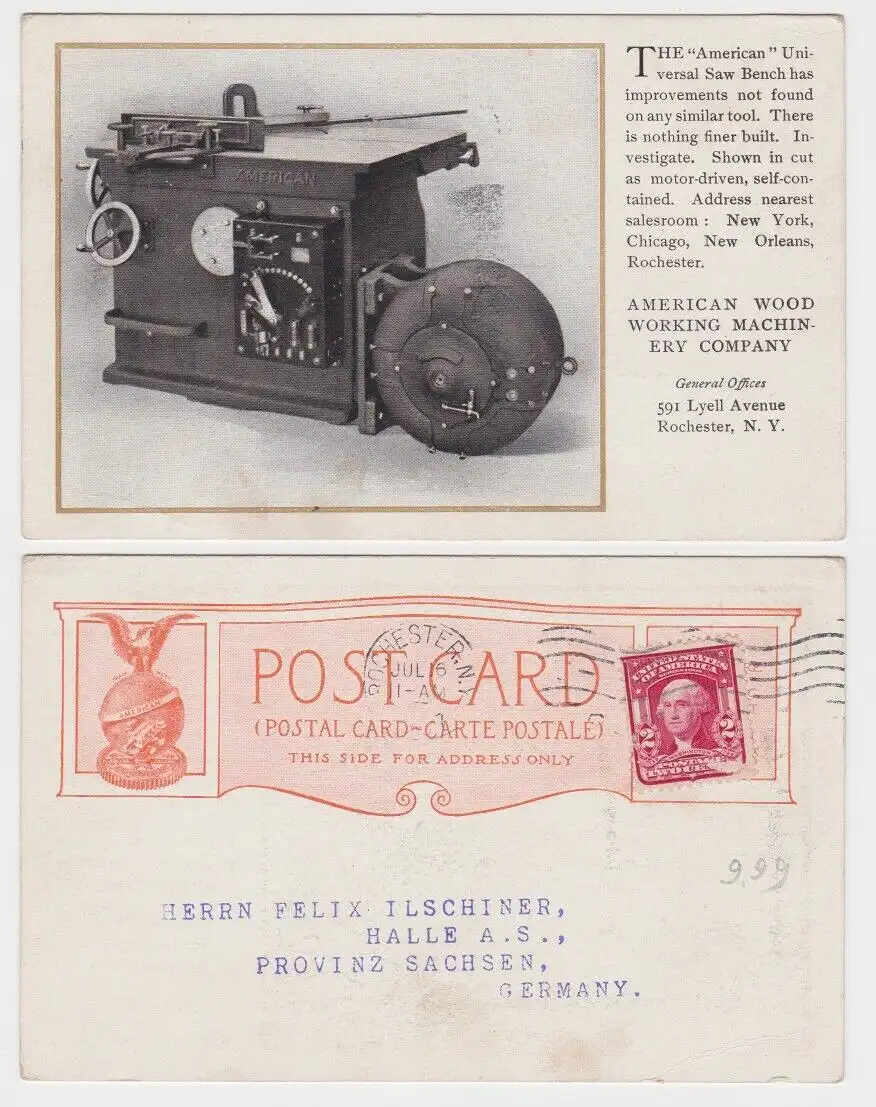 THE "American" Uni-
versal Saw Bench has
improvements not found
on any similar tool. There
is nothing finer built. In-
vestigate. Shown in cut
as motor-driven, self-con-
tained. Address nearest
salesroom : New York,
Chicago, New Orleans,
Rochester.
AMERICAN WOOD
WORKING MACHIN-
ERY COMPANY
General Offices
591 Lyell Avenue
Rochester, N. Y.
AMERICAN
POST CARD
(POSTAL CARD~CARTE POSTALE)
THIS SIDE FOR ADDRESS ONLY
AMERICAN
ROCHESTER, N.Y.
JUL 16
1-AM
UNITED STATES
OF AMERICA
2 2
WASHINGTON
9.99
HERRN FELIX ILSCHINER,
HALLE A.S.,
PROVINZ SACHSEN,
GERMANY.